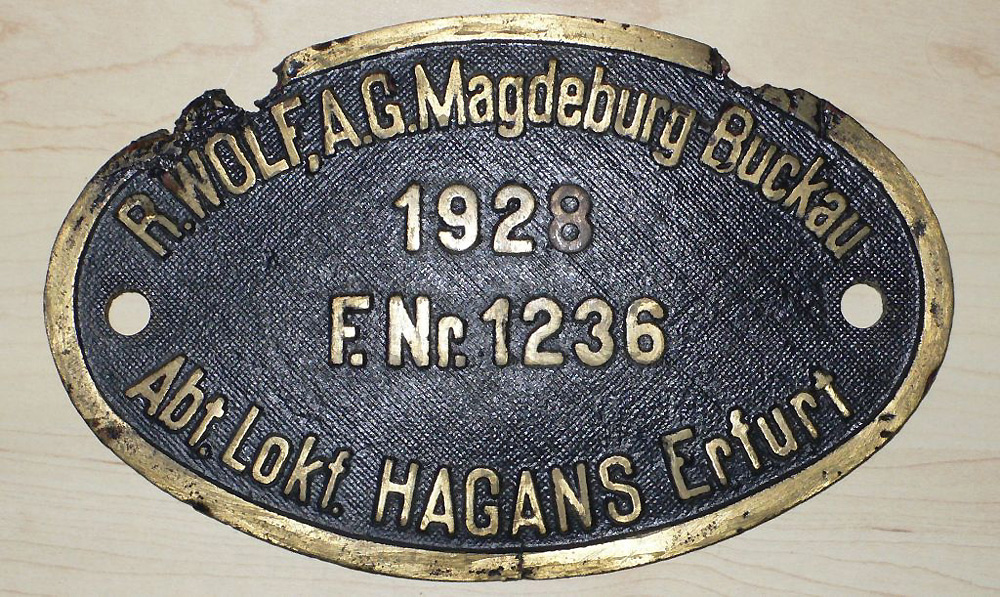 R.WOLF, A.G. Magdeburg Buckau
1928
F. Nr. 1236
Abt. Lokf. HAGANS Erfurt